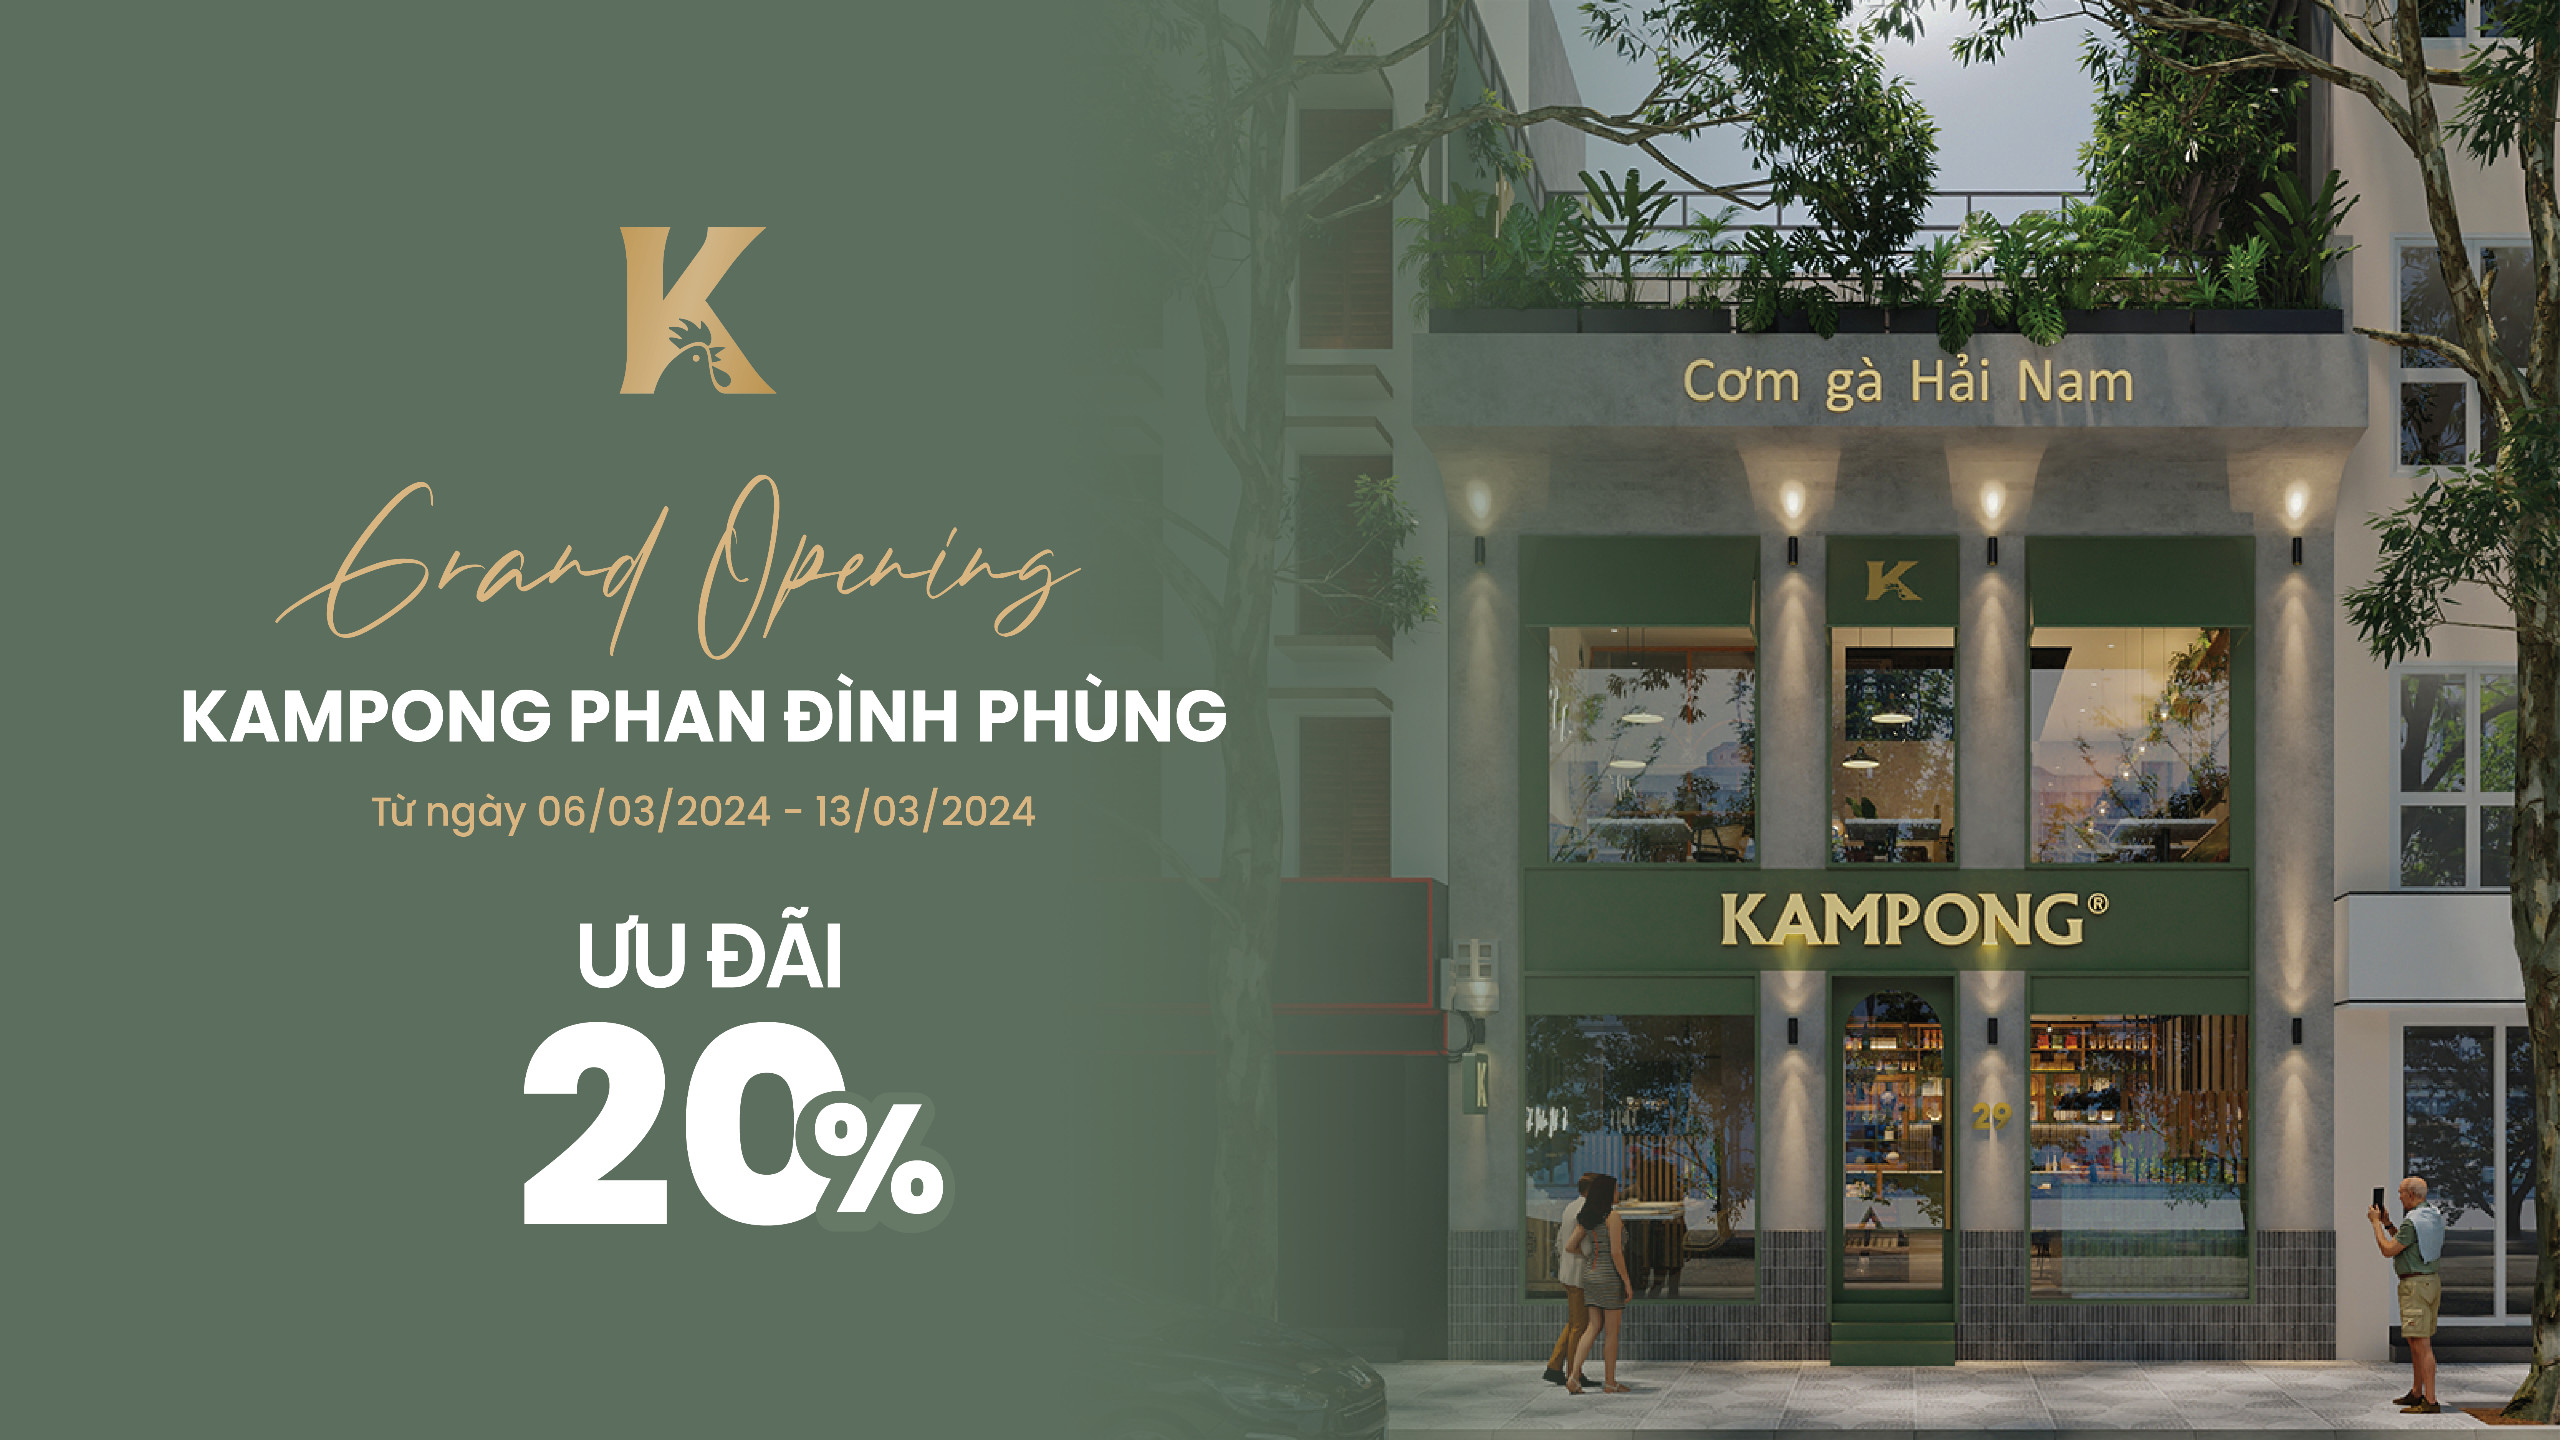 K
Grand Opening
KAMPONG PHAN ĐÌNH PHÙNG
Từ ngày 06/03/2024 - 13/03/2024
ƯU ĐÃI
20%
Cơm gà Hải Nam
K
KAMPONG®
K
29